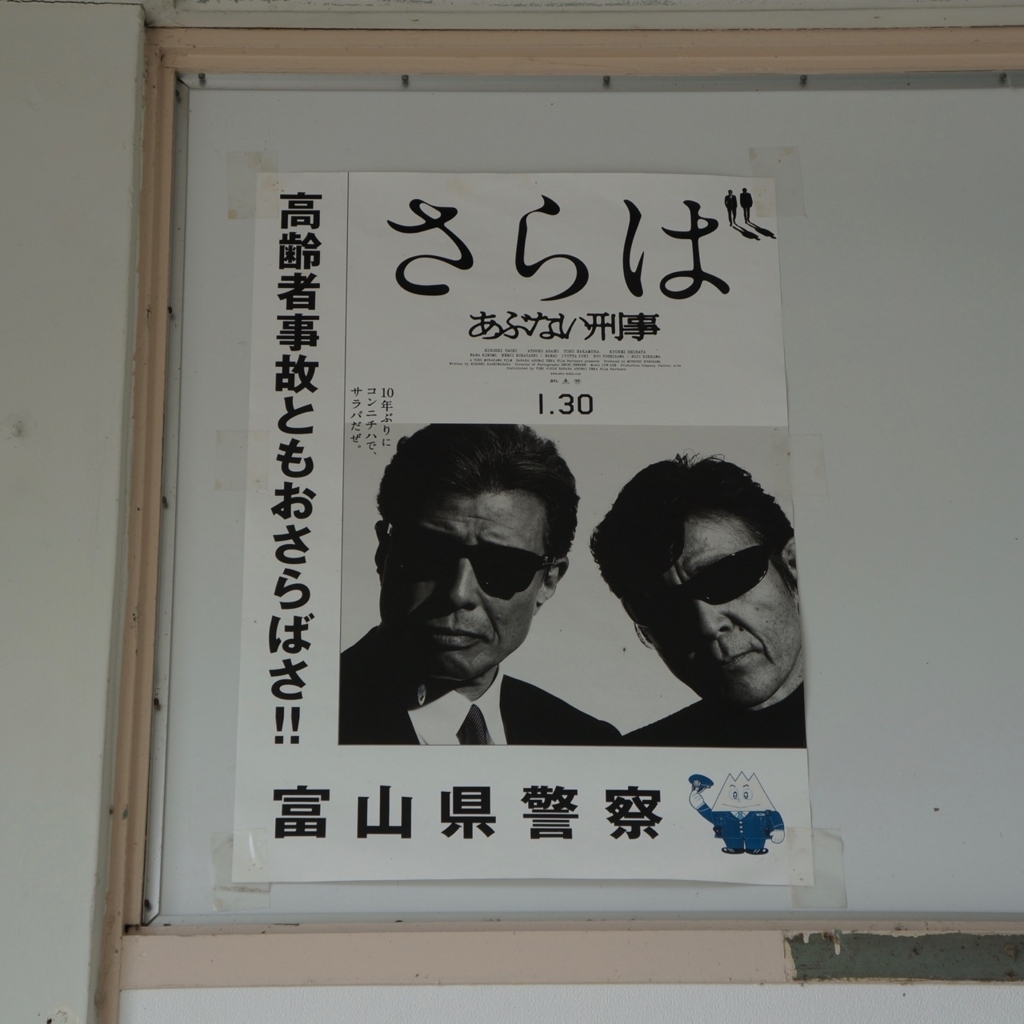 高齢者事故ともおさらばさ!!
さらば
あぶない刑事
1.30
10年ぶりに
コンニチハで、
サラバだぜ。
富山県警察